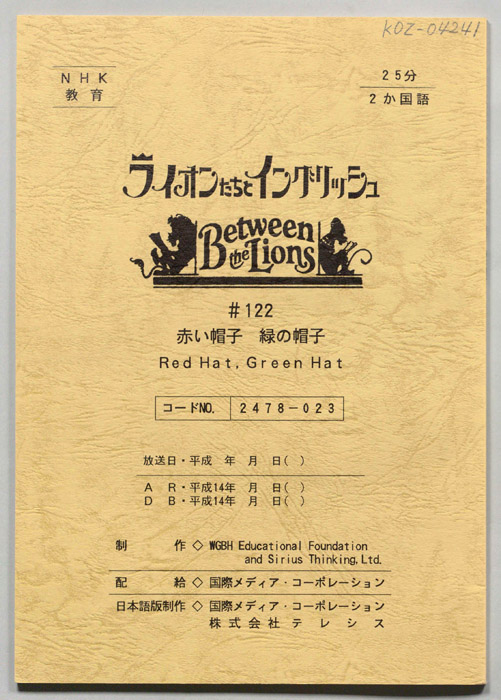 KOZ-04241
NHK
教育
25分
2か国語
ライオンたちとイングリッシュ
Between
the Lions
#122
赤い帽子 緑の帽子
Red Hat, Green Hat
コードNO. 2478-023
放送日・平成 年 月 日( )
A R・平成14年 月 日( )
D B・平成14年 月 日( )
制 作 ◇ WGBH Educational Foundation
and Sirius Thinking, Ltd.
配 給 ◇ 国際メディア・コーポレーション
日本語版制作 ◇ 国際メディア・コーポレーション
株式会社テレシス